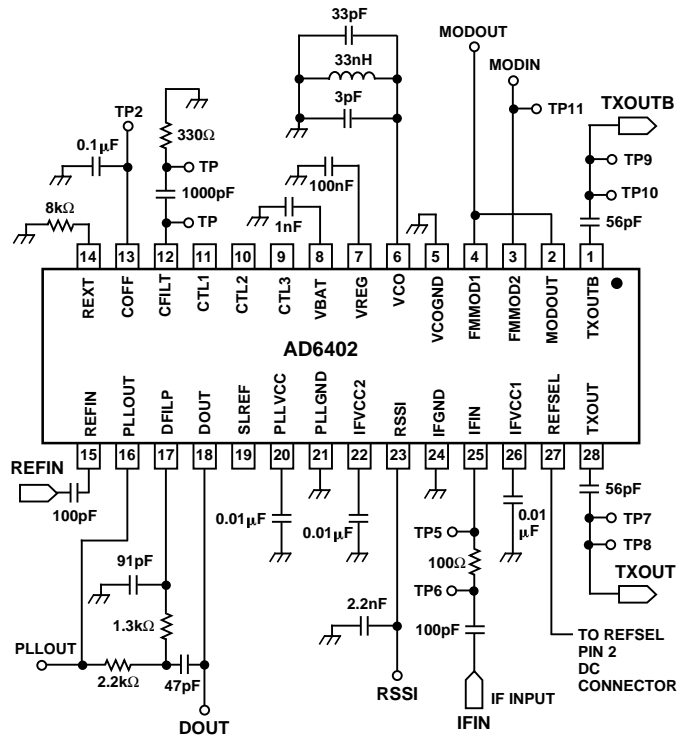 33pF
MODOUT
33nH
MODIN
TP2
3pF
TP11
TXOUTB
330Ω
0.1µF
TP
TP9
1000pF
100nF
TP10
8kΩ
TP
1nF
56pF
14 13 12 11 10 9 8 7 6 5 4 3 2 1
REXT
COFF
CFILT
CTL1
CTL2
CTL3
VBAT
VREG
VCO
VCOGND
FMMOD1
FMMOD2
MODOUT
TXOUTB
AD6402
REFIN
PLLOUT
DFILP
DOUT
SLREF
PLLVCC
PLLGND
IFVCC2
RSSI
IFGND
IFIN
IFVCC1
REFSEL
TXOUT
15 16 17 18 19 20 21 22 23 24 25 26 27 28
REFIN
100pF
0.01µF
0.01µF
TP5
0.01
µF
56pF
TP7
100Ω
TP8
91pF
TP6
TXOUT
1.3kΩ
2.2nF
100pF
PLLOUT
2.2kΩ
47pF
TO REFSEL
PIN 2
DC
CONNECTOR
DOUT
RSSI
IF INPUT
IFIN